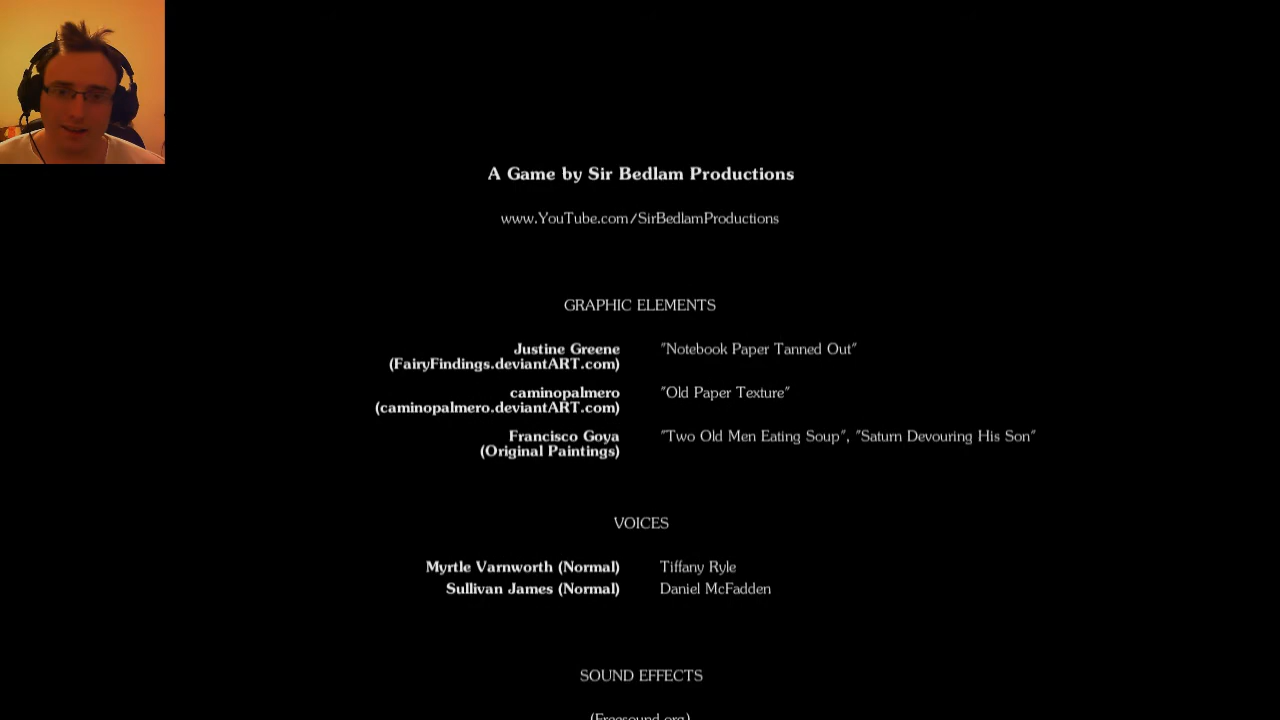 A Game by Sir Bedlam Productions
www.YouTube.com/SirBedlamProductions
GRAPHIC ELEMENTS
Justine Greene "Notebook Paper Tanned Out"
(FairyFindings.deviantART.com)
caminopalmero "Old Paper Texture"
(caminopalmero.deviantART.com)
Francisco Goya "Two Old Men Eating Soup", "Saturn Devouring His Son"
(Original Paintings)
VOICES
Myrtle Varnworth (Normal) Tiffany Ryle
Sullivan James (Normal) Daniel McFadden
SOUND EFFECTS
(Freesound.org)